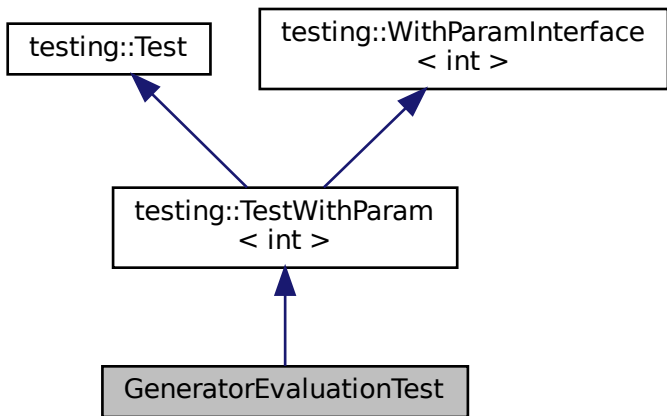 testing::Test
testing::WithParamInterface
< int >
testing::TestWithParam
< int >
GeneratorEvaluationTest